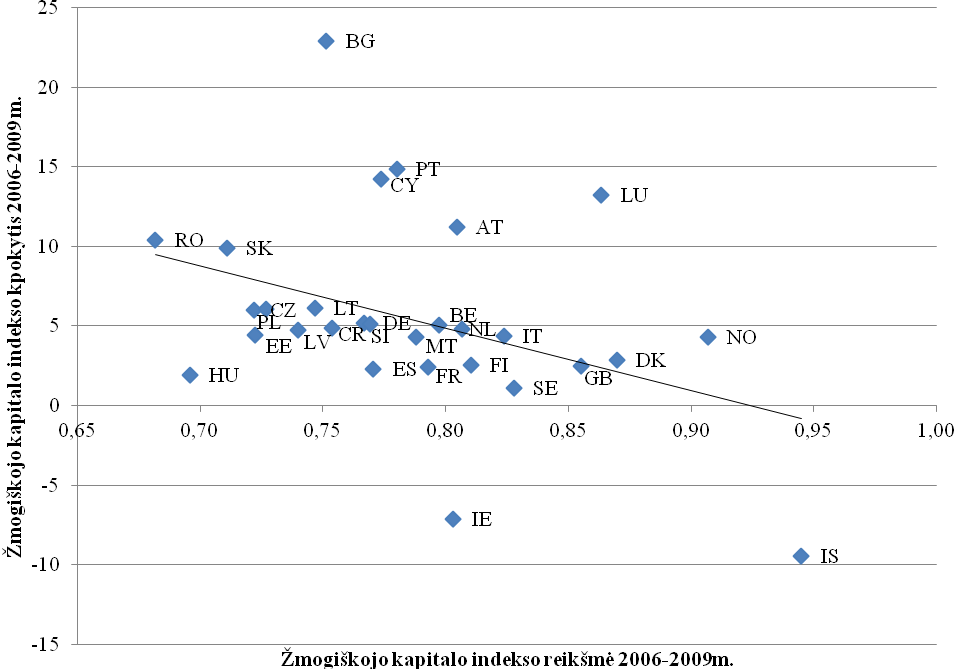 Žmogiškojo kapitalo indekso kpokytis 2006-2009m.
25
BG
20
15
PT
CY
LU
AT
10
RO
SK
5
CZ
LT
PL
EE
LV
CR
SI
DE
BE
NL
MT
IT
NO
HU
ES
FR
FI
SE
GB
DK
0
0,65
0,70
0,75
0,80
0,85
0,90
0,95
1,00
-5
IE
-10
IS
-15
Žmogiškojo kapitalo indekso reikšmė 2006-2009m.